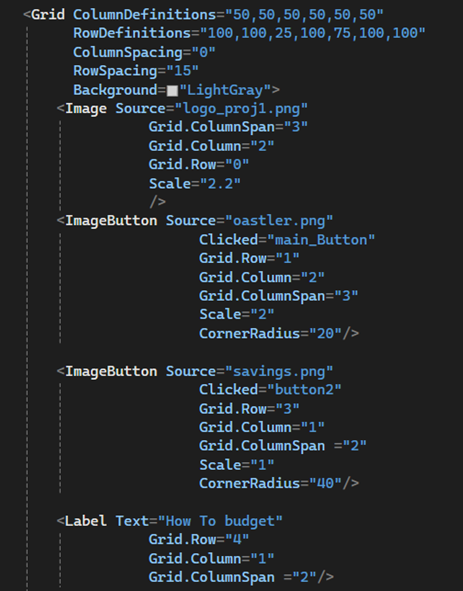 <Grid ColumnDefinitions="50,50,50,50,50,50"
RowDefinitions="100,100,25,100,75,100,100"
ColumnSpacing="0"
RowSpacing="15"
Background="LightGray">
<Image Source="logo_proj1.png"
Grid.ColumnSpan="3"
Grid.Column="2"
Grid.Row="0"
Scale="2.2"
/>
<ImageButton Source="oastler.png"
Clicked="main_Button"
Grid.Row="1"
Grid.Column="2"
Grid.ColumnSpan="3"
Scale="2"
CornerRadius="20"/>
<ImageButton Source="savings.png"
Clicked="button2"
Grid.Row="3"
Grid.Column="1"
Grid.ColumnSpan ="2"
Scale="1"
CornerRadius="40"/>
<Label Text="How To budget"
Grid.Row="4"
Grid.Column="1"
Grid.ColumnSpan ="2"/>